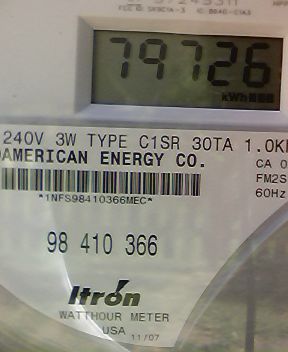 79726
kWh
240V 3W TYPE C1SR 30TA 1.0K
AMERICAN ENERGY CO.
CA 0
FM2S
60Hz
*1NFS98410366MEC*
98 410 366
Itrón
WATTHOUR METER
USA 11/07